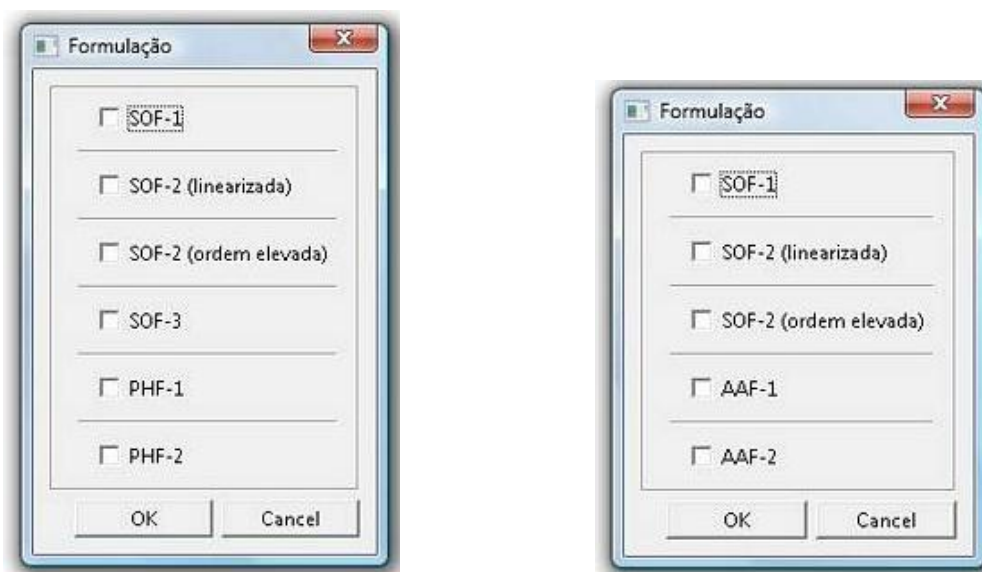 Formulação
SOF-1
SOF-2 (linearizada)
SOF-2 (ordem elevada)
SOF-3
PHF-1
PHF-2
OK Cancel
Formulação
SOF-1
SOF-2 (linearizada)
SOF-2 (ordem elevada)
AAF-1
AAF-2
OK Cancel